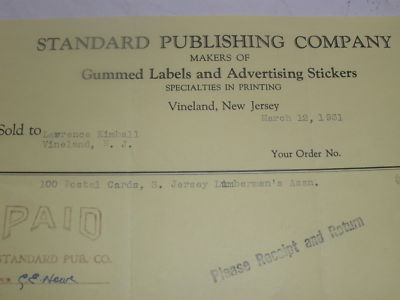 STANDARD PUBLISHING COMPANY
MAKERS OF
Gummed Labels and Advertising Stickers
SPECIALTIES IN PRINTING
Vineland, New Jersey
March 12, 1931
Sold to Lawrence Kimball
Vineland, N. J.
Your Order No.
100 Postal Cards, S. Jersey Lumbermen's Assn.
PAID
STANDARD PUB. CO.
Please Receipt and Return